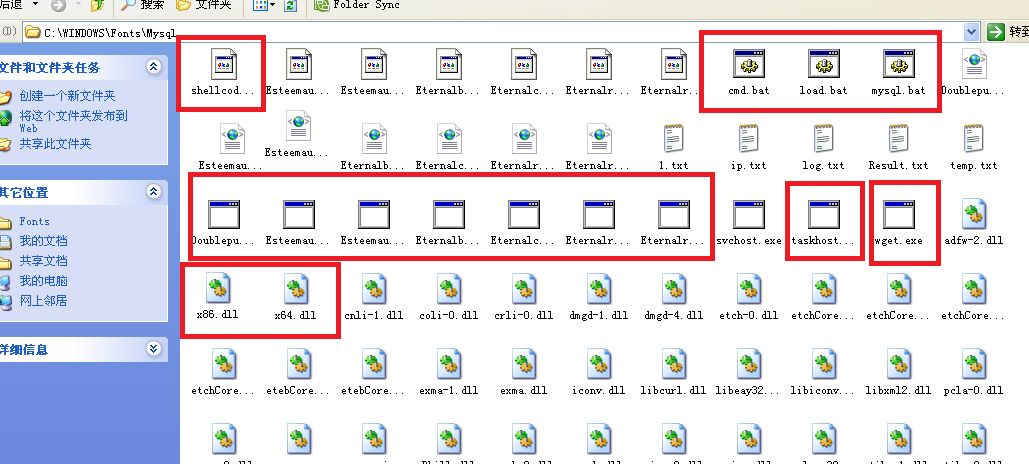 后退 搜索 文件夹 Folder Sync
(D) C:\WINDOWS\Fonts\Mysql 转到
文件和文件夹任务
创建一个新文件夹
将这个文件夹发布到
Web
共享此文件夹
其它位置
Fonts
我的文档
共享文档
我的电脑
网上邻居
详细信息
shellcod... Esteemau... Esteemau... Eternalb... Eternalc... Eternalr... Eternalr... cmd.bat load.bat mysql.bat Doublepu...
Esteemau... Esteemau... Eternalb... Eternalc... Eternalr... Eternalr... 1.txt ip.txt log.txt Result.txt temp.txt
Doublepu... Esteemau... Esteemau... Eternalb... Eternalc... Eternalr... Eternalr... svchost.exe taskhost... wget.exe adfw-2.dll
x86.dll x64.dll cnli-1.dll coli-0.dll crli-0.dll dmgd-1.dll dmgd-4.dll etch-0.dll etchCore... etchCore... etchCore...
etchCore... etebCore... etebCore... exma-1.dll exma.dll iconv.dll libcurl.dll libeay32... libiconv... libxml2.dll pcla-0.dll